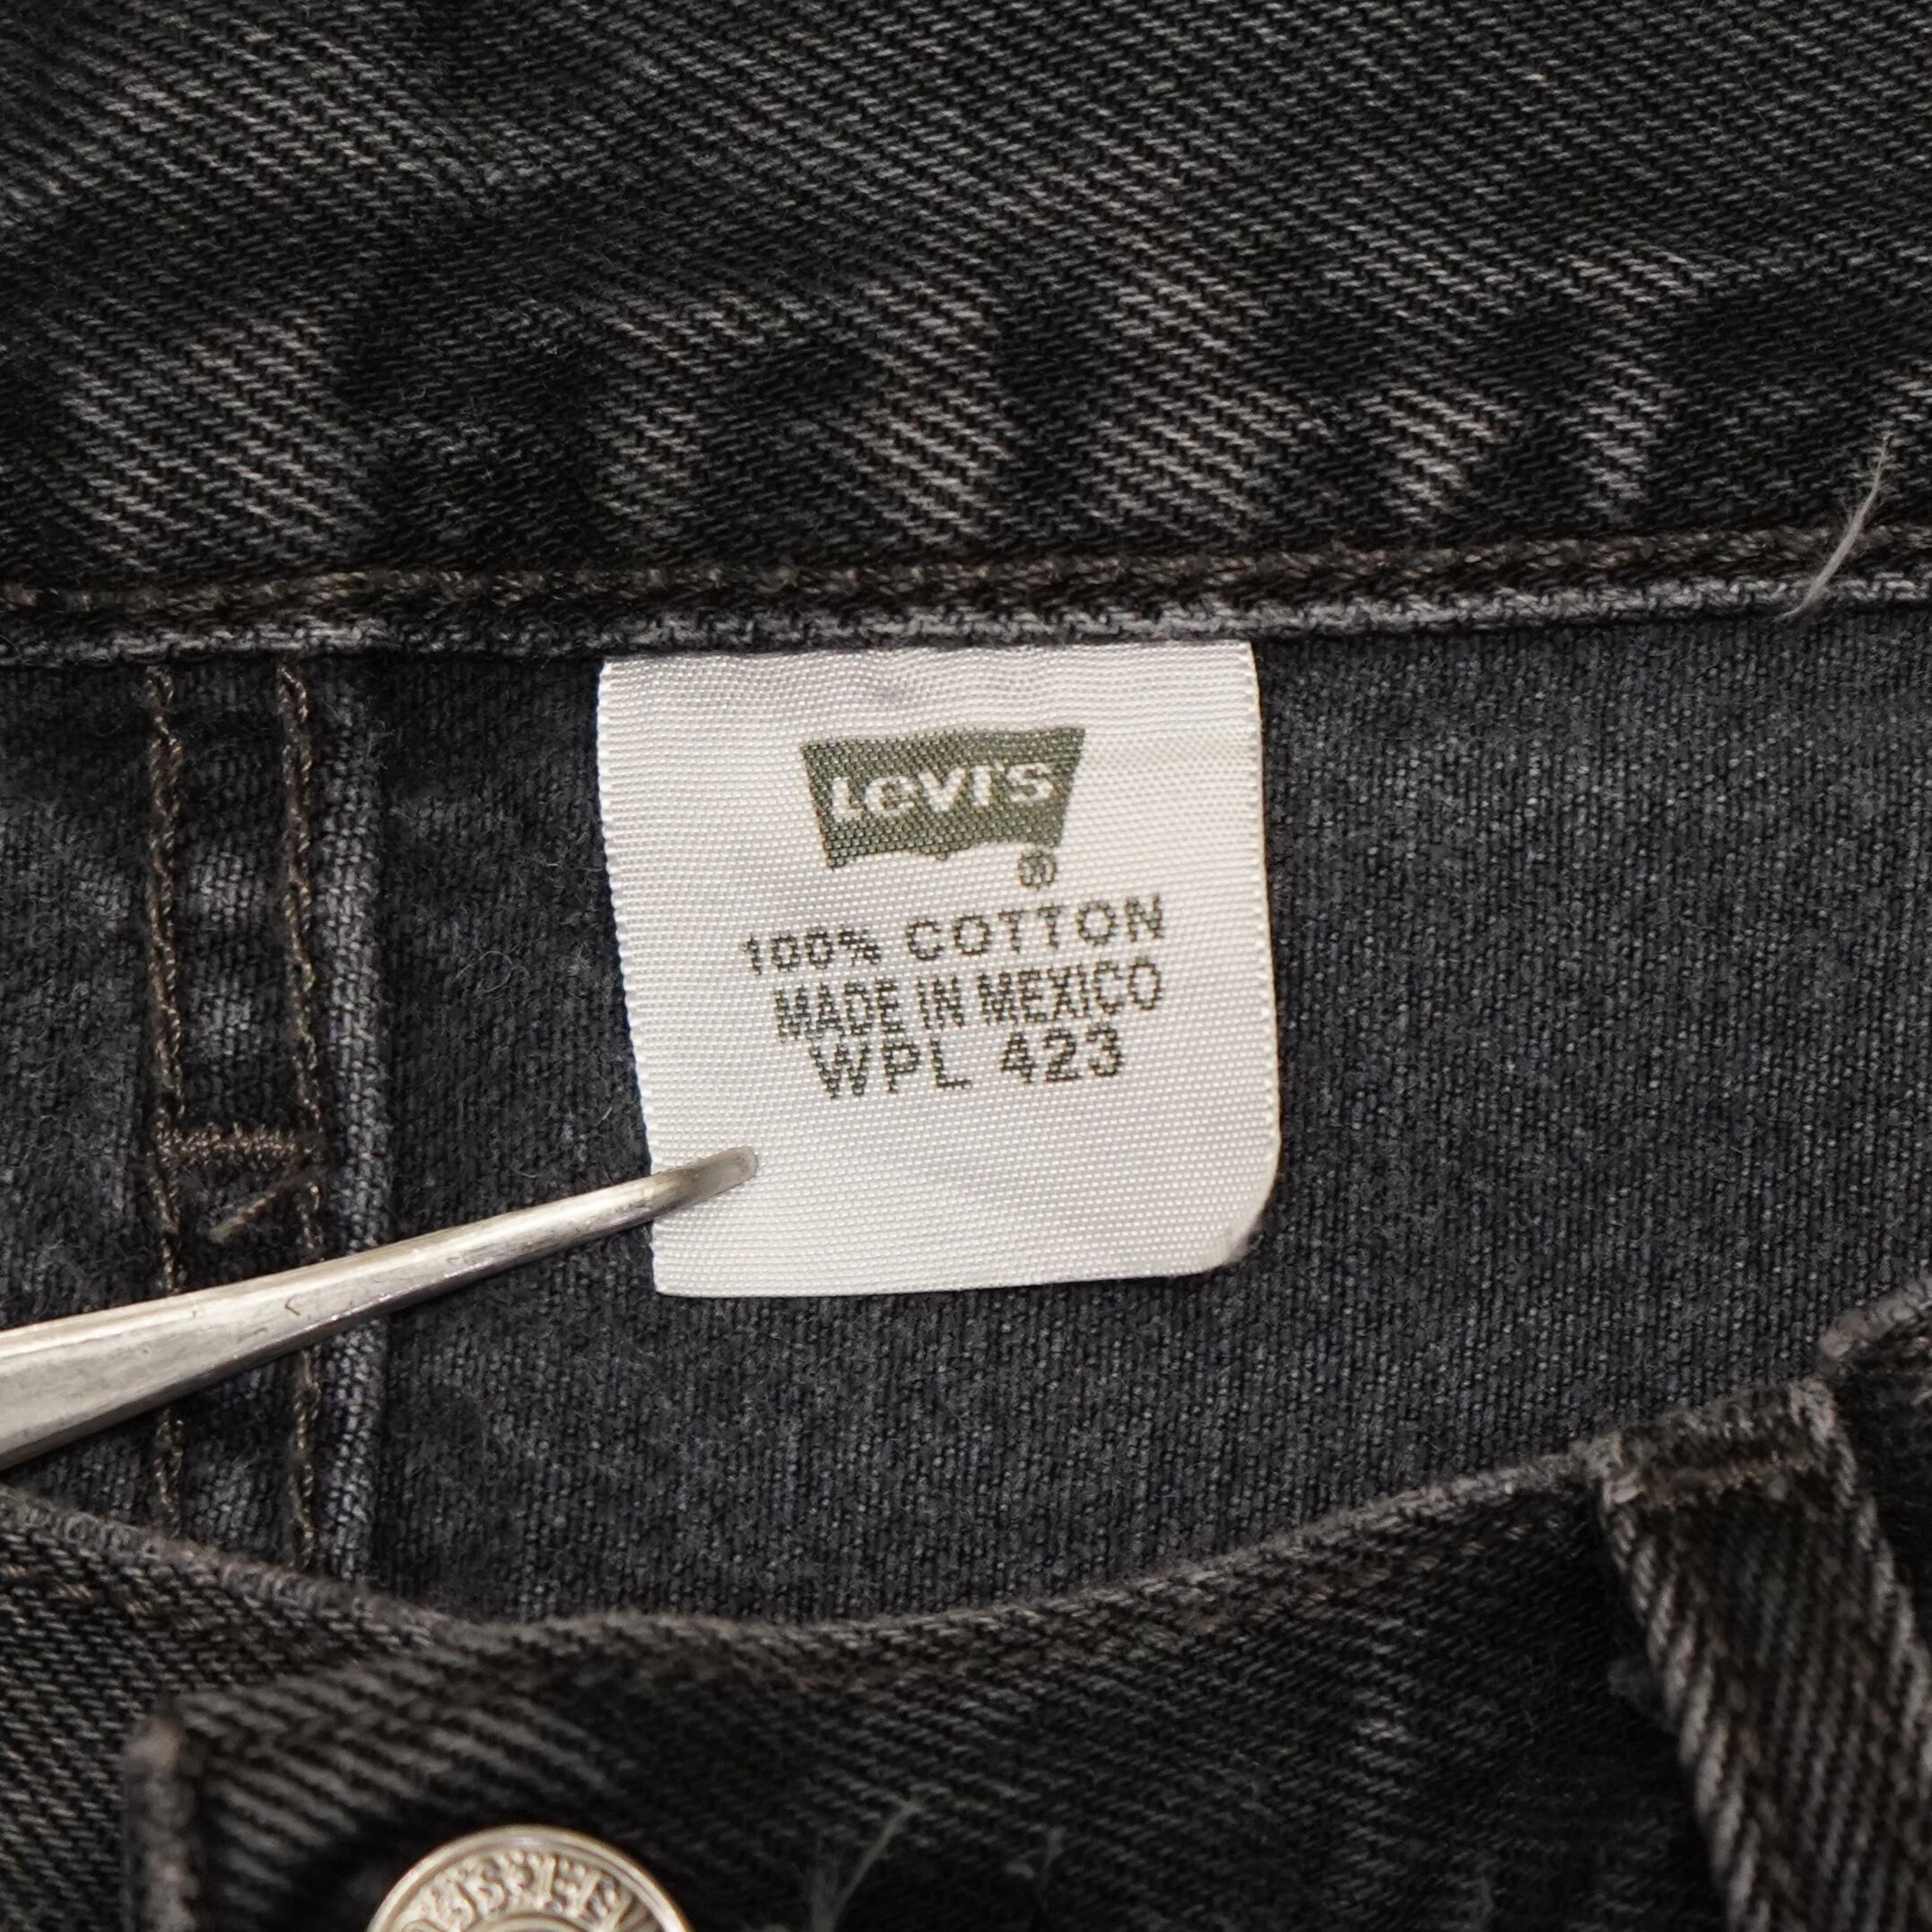 Levi's
®
100% COTTON
MADE IN MEXICO
WPL 423